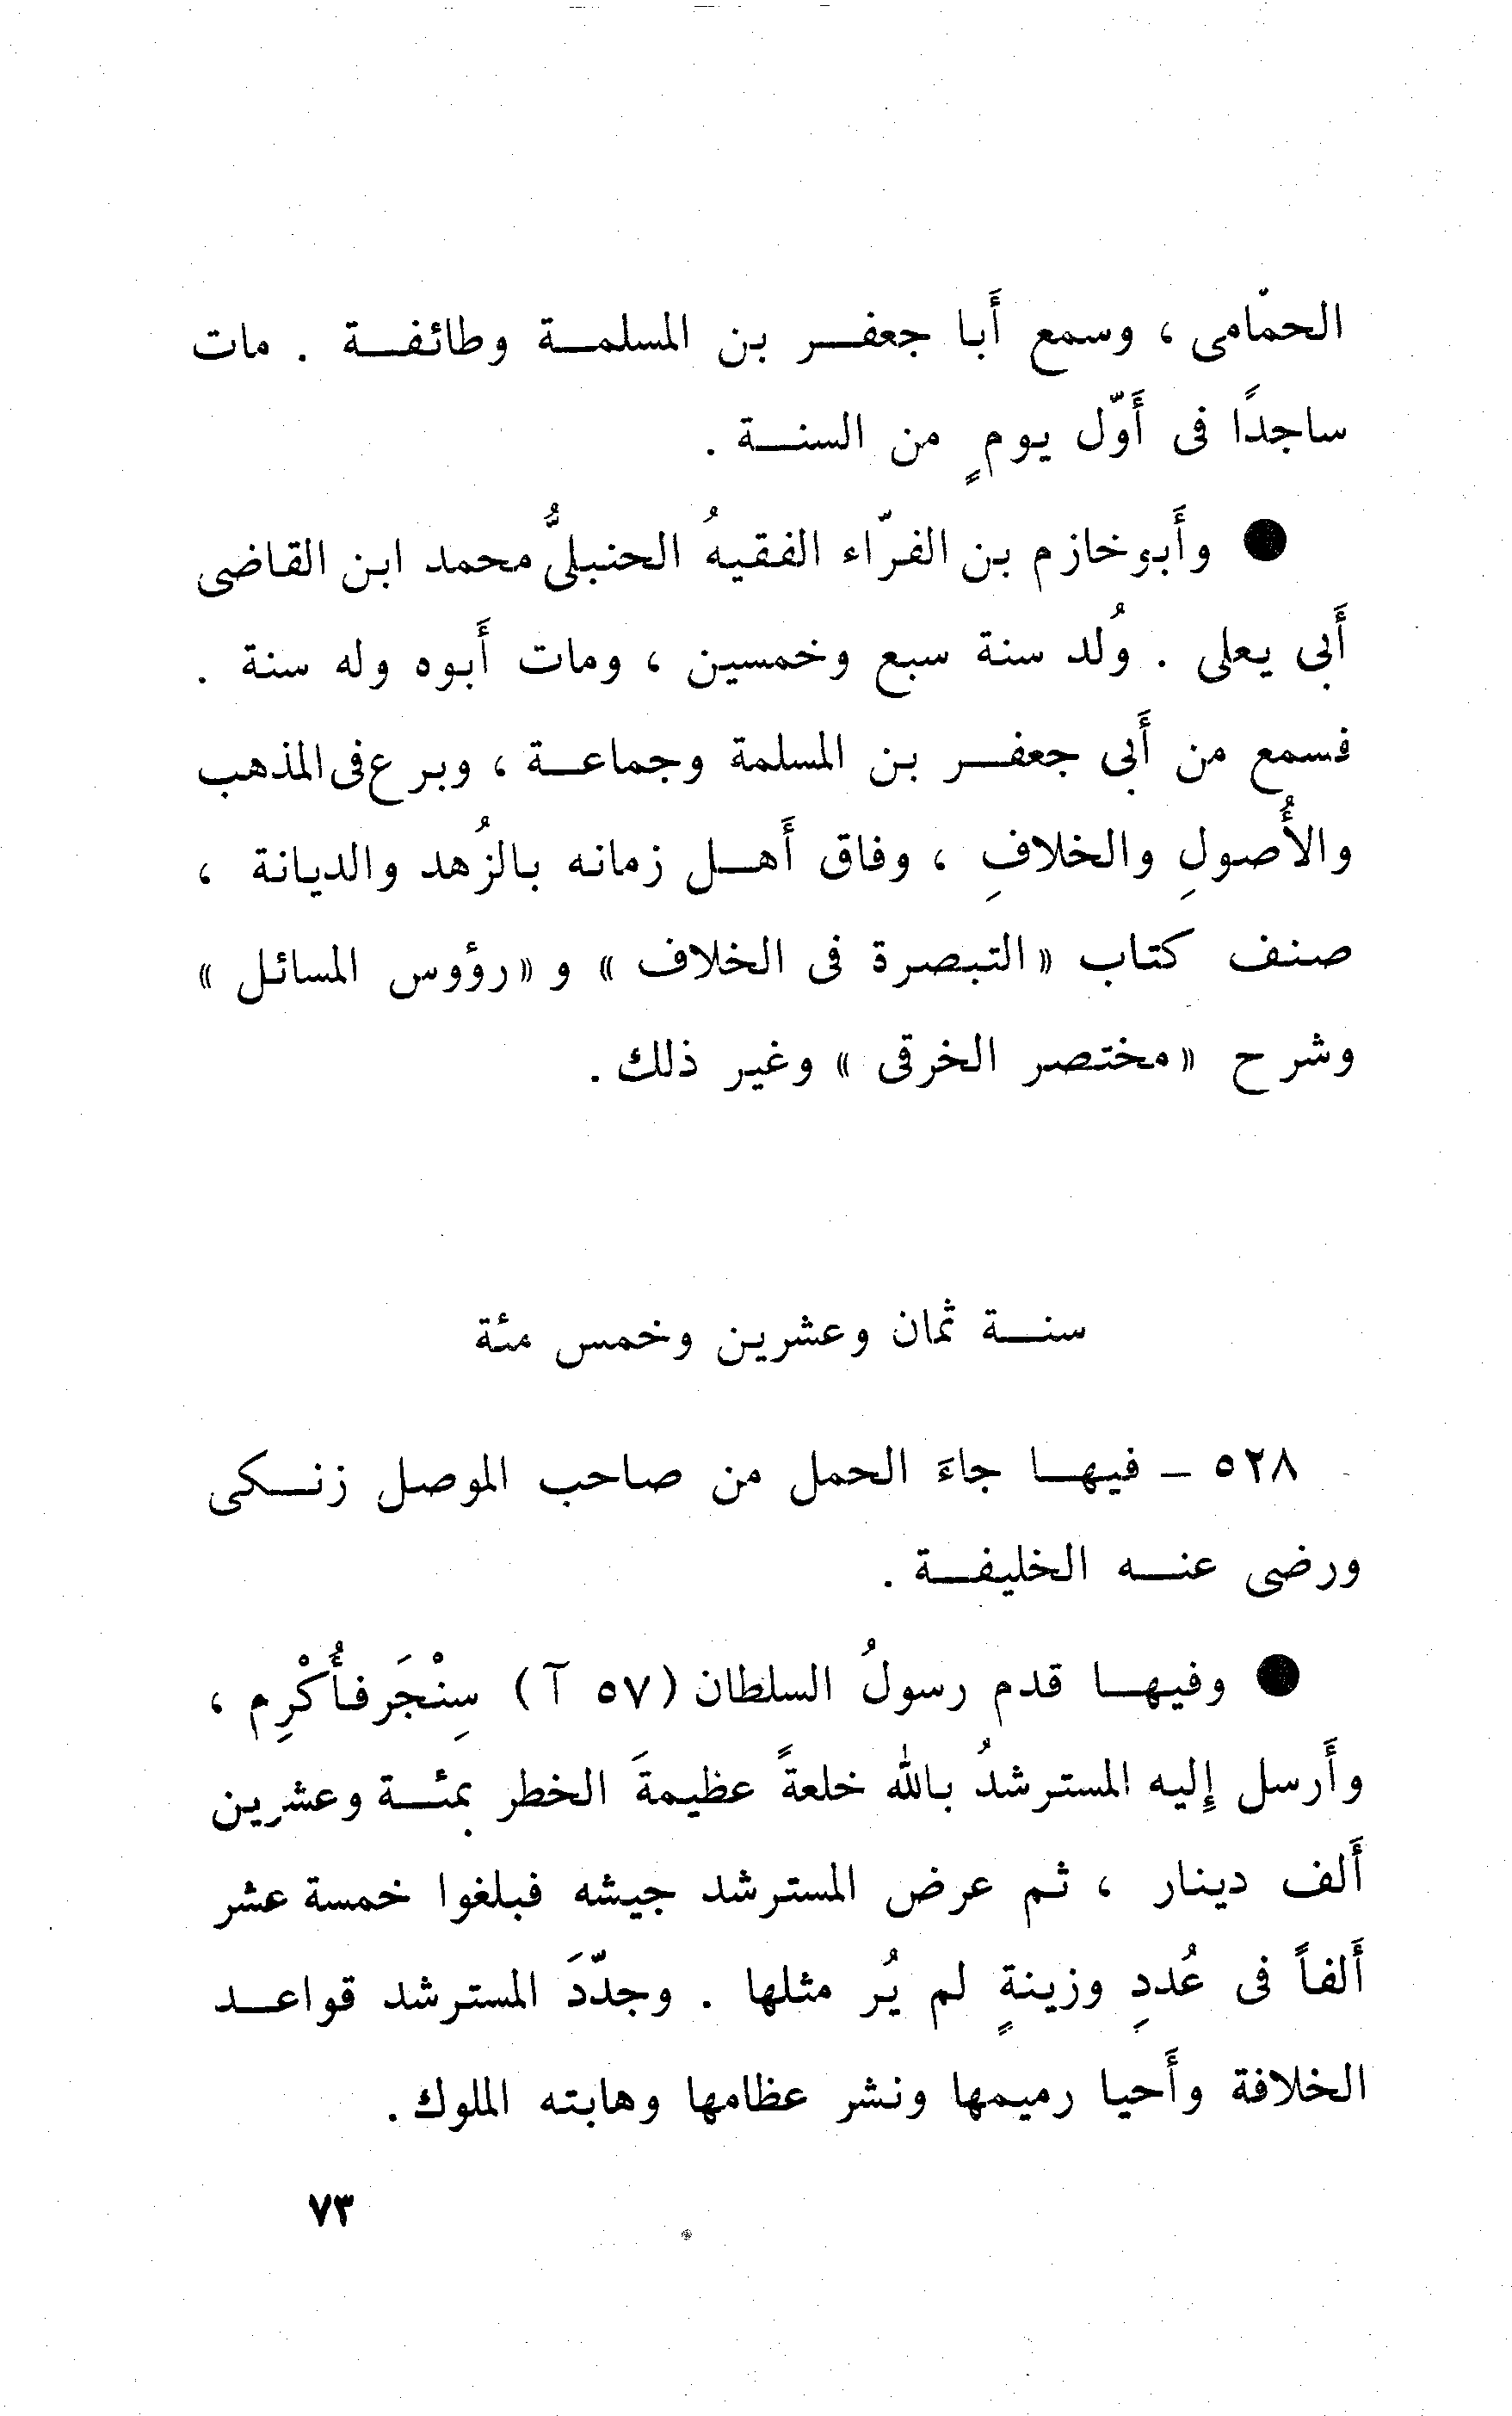 الحمّامى ، وسمع أَبا جعفر بن المسلمة وطائفة . مات
ساجدًا فى أَوّل يومٍ من السنة .
● وأَبوخازم بن الفرّاء الفقيهُ الحنبلىُّ محمد ابن القاضى
أَبى يعلى . وُلد سنة سبع وخمسين ، ومات أَبوه وله سنة .
فسمع من أَبى جعفر بن المسلمة وجماعة ، وبرع فى المذهب
والأُصولِ والخلافِ ، وفاق أَهل زمانه بالزُهد والديانة ،
صنف كتاب « التبصرة فى الخلاف » و « رؤوس المسائل »
وشرح « مختصر الخرقى » وغير ذلك .
سنة ثمان وعشرين وخمس مئة
٥٢٨ – فيها جاءَ الحمل من صاحب الموصل زنكى
ورضى عنه الخليفة .
● وفيها قدم رسولُ السلطان (٥٧ آ) سِنْجَر فأُكْرِم ،
وأَرسل إِليه المسترشدُ بالله خلعةً عظيمةَ الخطر بمئة وعشرين
أَلف دينار ، ثم عرض المسترشد جيشه فبلغوا خمسة عشر
أَلفاً فى عُددٍ وزينةٍ لم يُر مثلها . وجدّدَ المسترشد قواعد
الخلافة وأَحيا رميمها ونشر عظامها وهابته الملوك .
٧٣